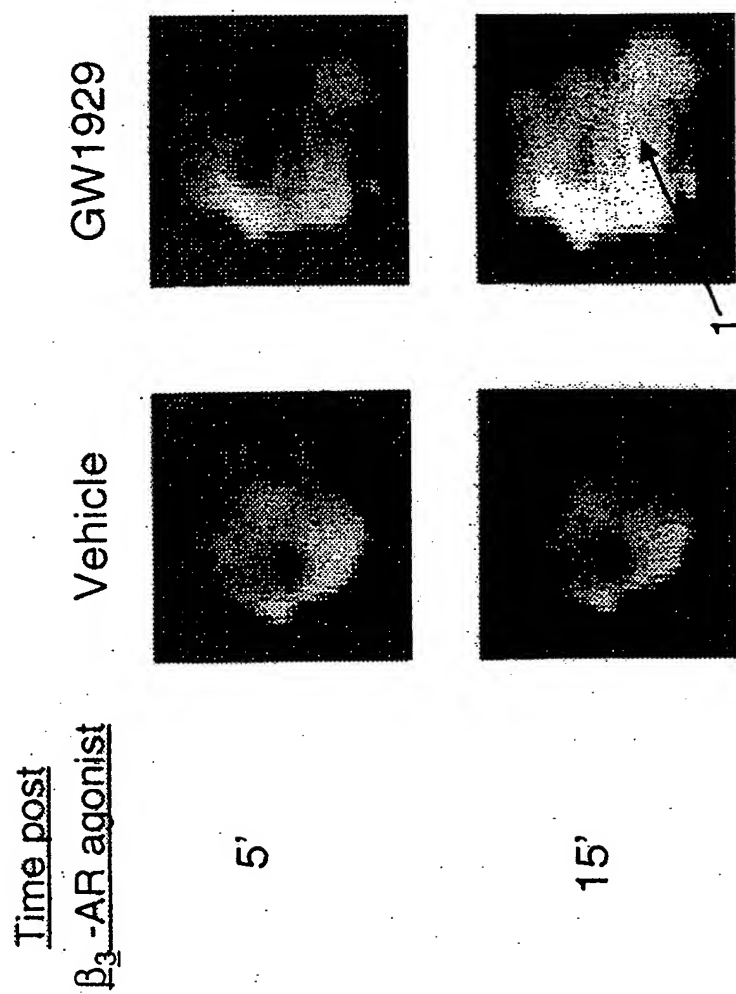 Time post
β₃ -AR agonist
Vehicle
GW1929
5'
15'
1